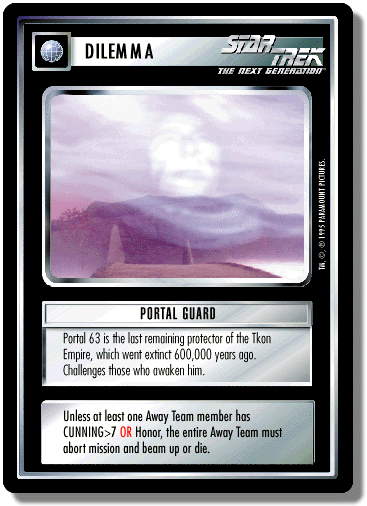 DILEMMA
STAR TREK
THE NEXT GENERATION
TM, ©, ® 1995 PARAMOUNT PICTURES.
PORTAL GUARD
Portal 63 is the last remaining protector of the Tkon
Empire, which went extinct 600,000 years ago.
Challenges those who awaken him.
Unless at least one Away Team member has
CUNNING>7 OR Honor, the entire Away Team must
abort mission and beam up or die.